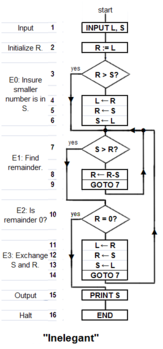 start
Input 1 INPUT L, S
Initialize R. 2 R := L
yes
3 R > S?
E0: Insure smaller number is in S.
4 L ← R
5 R ← S
6 S ← L
yes
7 S > R?
E1: Find remainder.
8 R ← R-S
9 GOTO 7
yes
E2: Is remainder 0?
10 R = 0?
11 L ← R
E3: Exchange S and R.
12 R ← S
13 S ← L
14 GOTO 7
Output 15 PRINT S
Halt 16 END
"Inelegant"